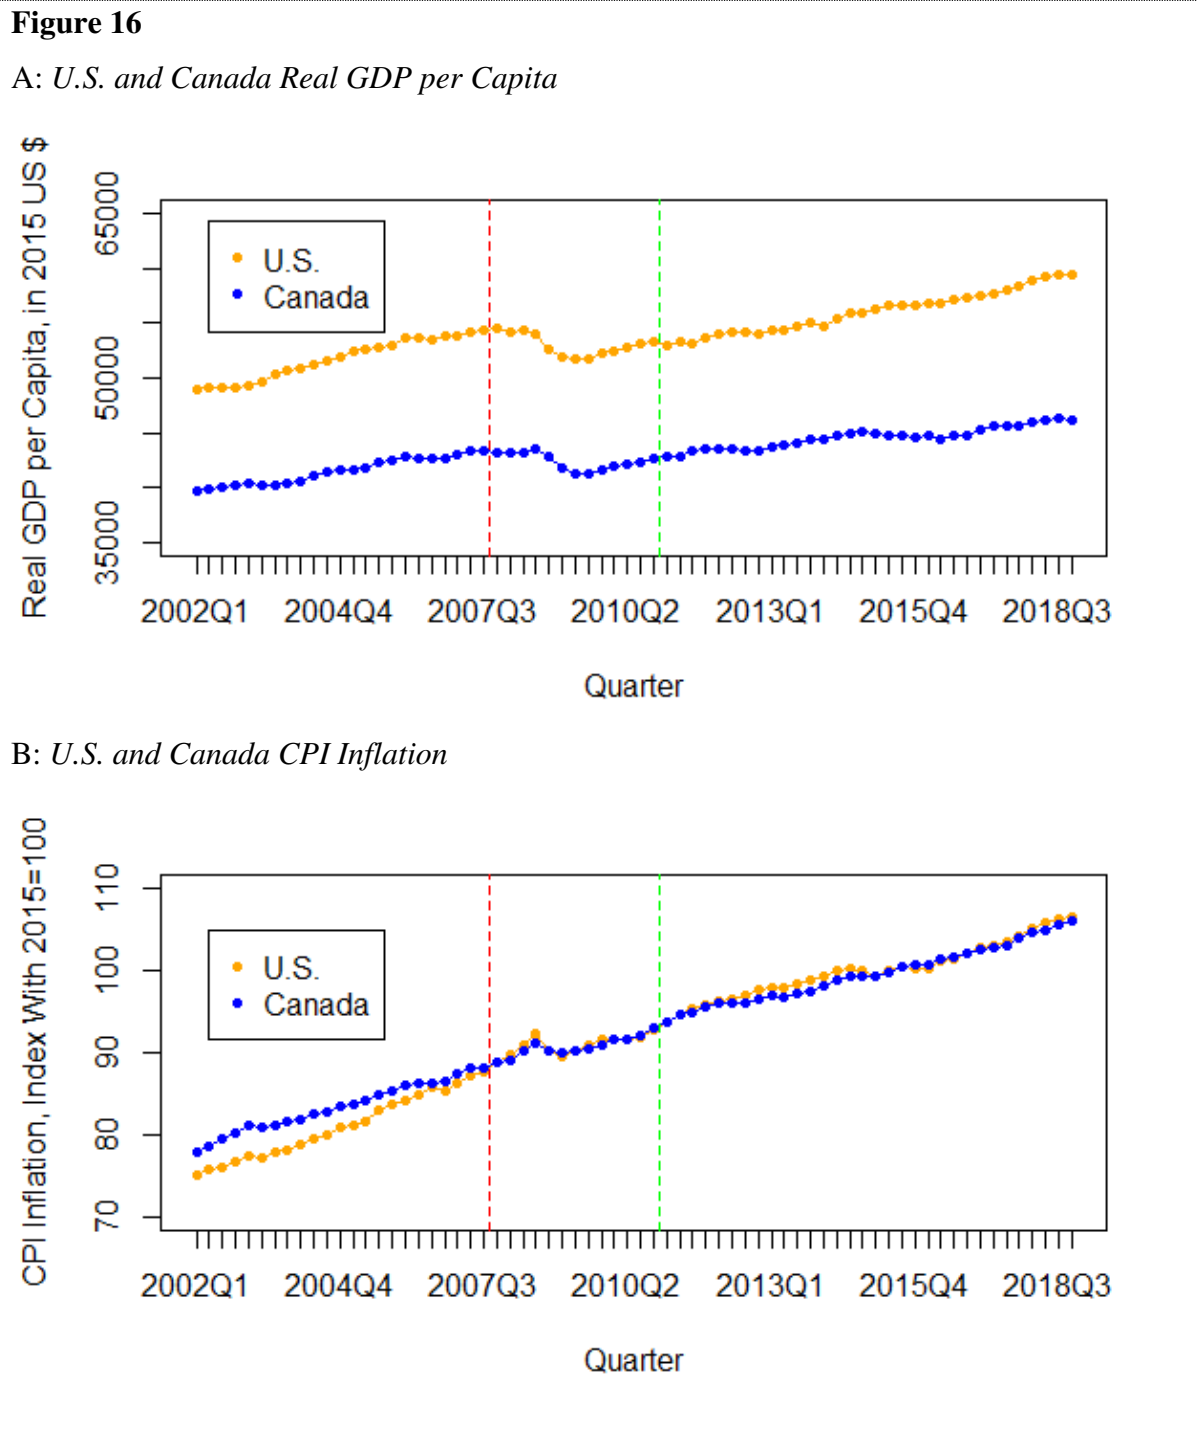 Figure 16
A: U.S. and Canada Real GDP per Capita
Real GDP per Capita, in 2015 US $
65000
50000
35000
U.S.
Canada
2002Q1 2004Q4 2007Q3 2010Q2 2013Q1 2015Q4 2018Q3
Quarter
B: U.S. and Canada CPI Inflation
CPI Inflation, Index With 2015=100
110
100
90
80
70
U.S.
Canada
2002Q1 2004Q4 2007Q3 2010Q2 2013Q1 2015Q4 2018Q3
Quarter